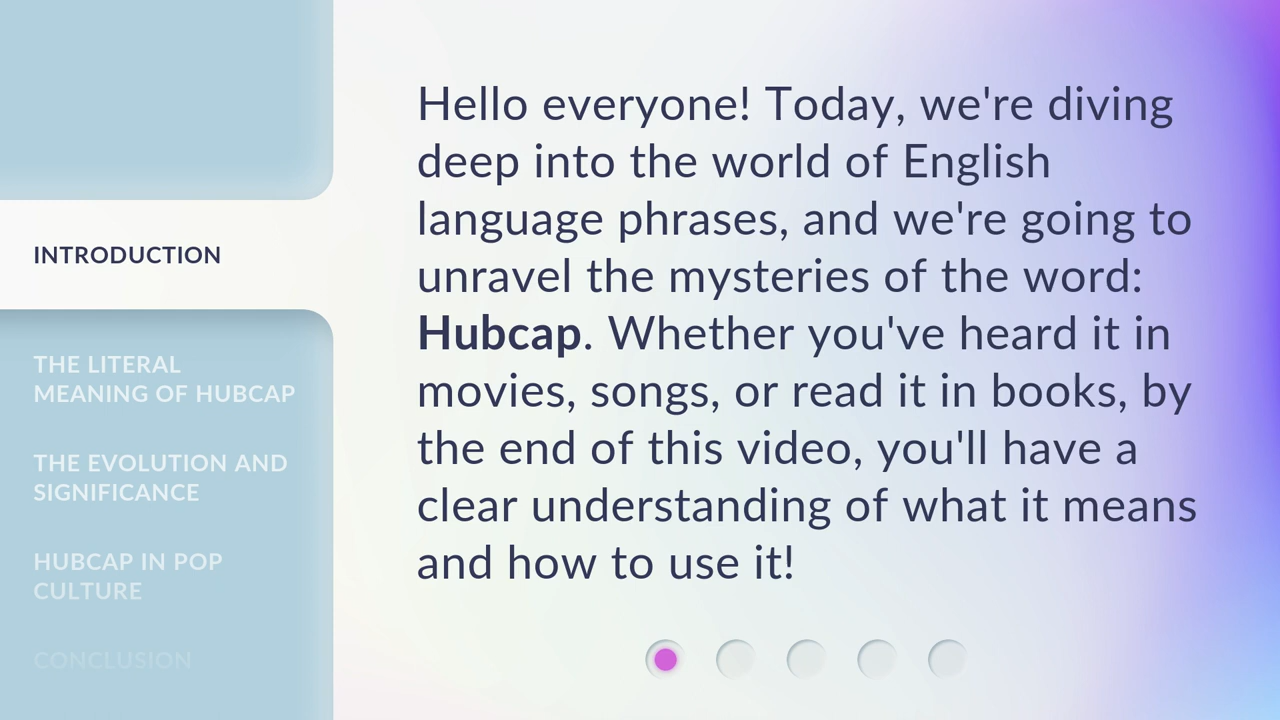 INTRODUCTION
THE LITERAL
MEANING OF HUBCAP
THE EVOLUTION AND
SIGNIFICANCE
HUBCAP IN POP
CULTURE
CONCLUSION
Hello everyone! Today, we're diving
deep into the world of English
language phrases, and we're going to
unravel the mysteries of the word:
Hubcap. Whether you've heard it in
movies, songs, or read it in books, by
the end of this video, you'll have a
clear understanding of what it means
and how to use it!